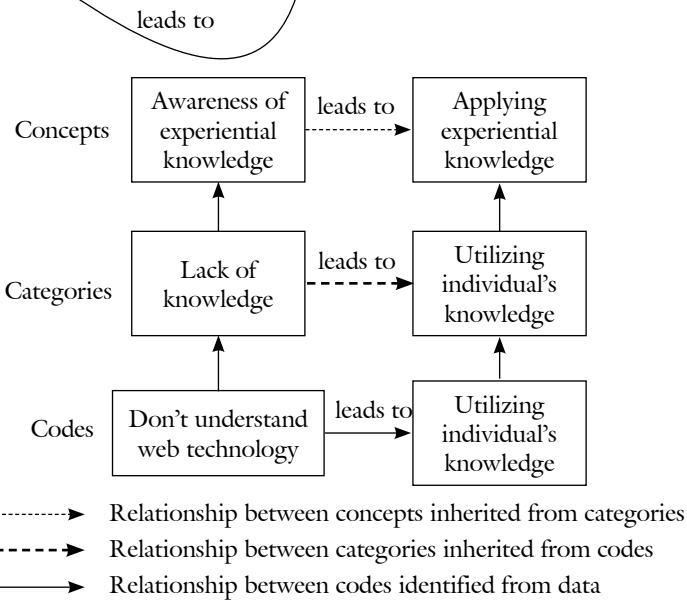 leads to
Concepts
Awareness of
experiential
knowledge
leads to
Applying
experiential
knowledge
Categories
Lack of
knowledge
leads to
Utilizing
individual’s
knowledge
Codes
Don’t understand
web technology
leads to
Utilizing
individual’s
knowledge
Relationship between concepts inherited from categories
Relationship between categories inherited from codes
Relationship between codes identified from data